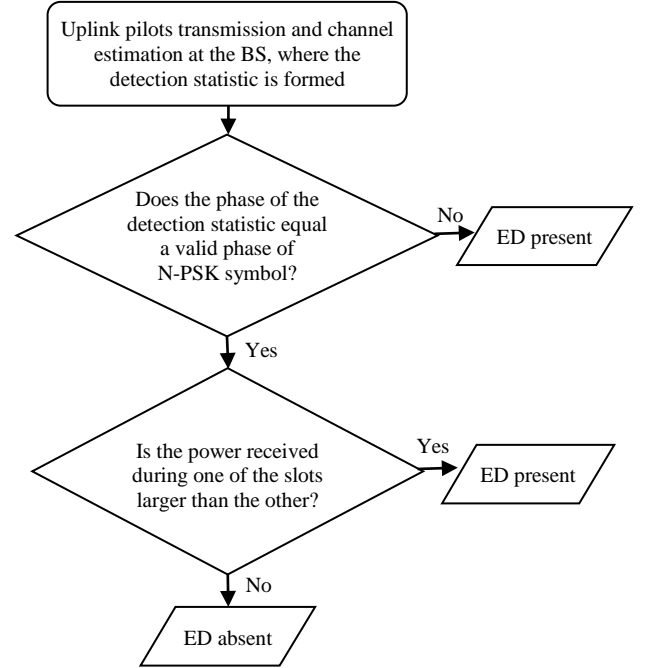 Uplink pilots transmission and channel
estimation at the BS, where the
detection statistic is formed
Does the phase of the
detection statistic equal
a valid phase of
N-PSK symbol?
No
ED present
Yes
Is the power received
during one of the slots
larger than the other?
Yes
ED present
No
ED absent